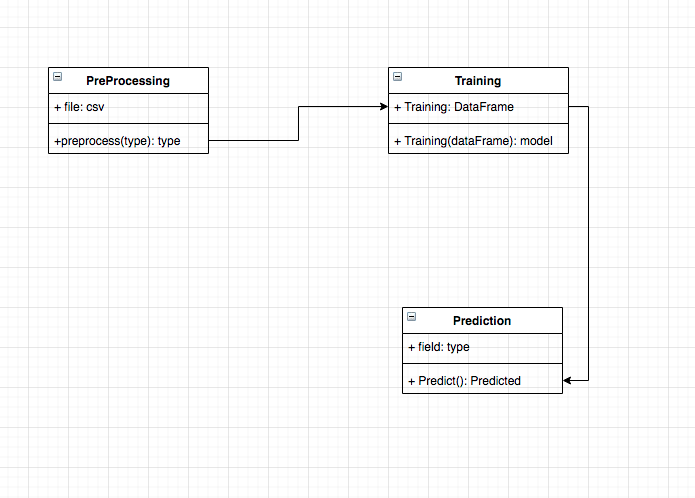 PreProcessing
+ file: csv
+preprocess(type): type
Training
+ Training: DataFrame
+ Training(dataFrame): model
Prediction
+ field: type
+ Predict(): Predicted